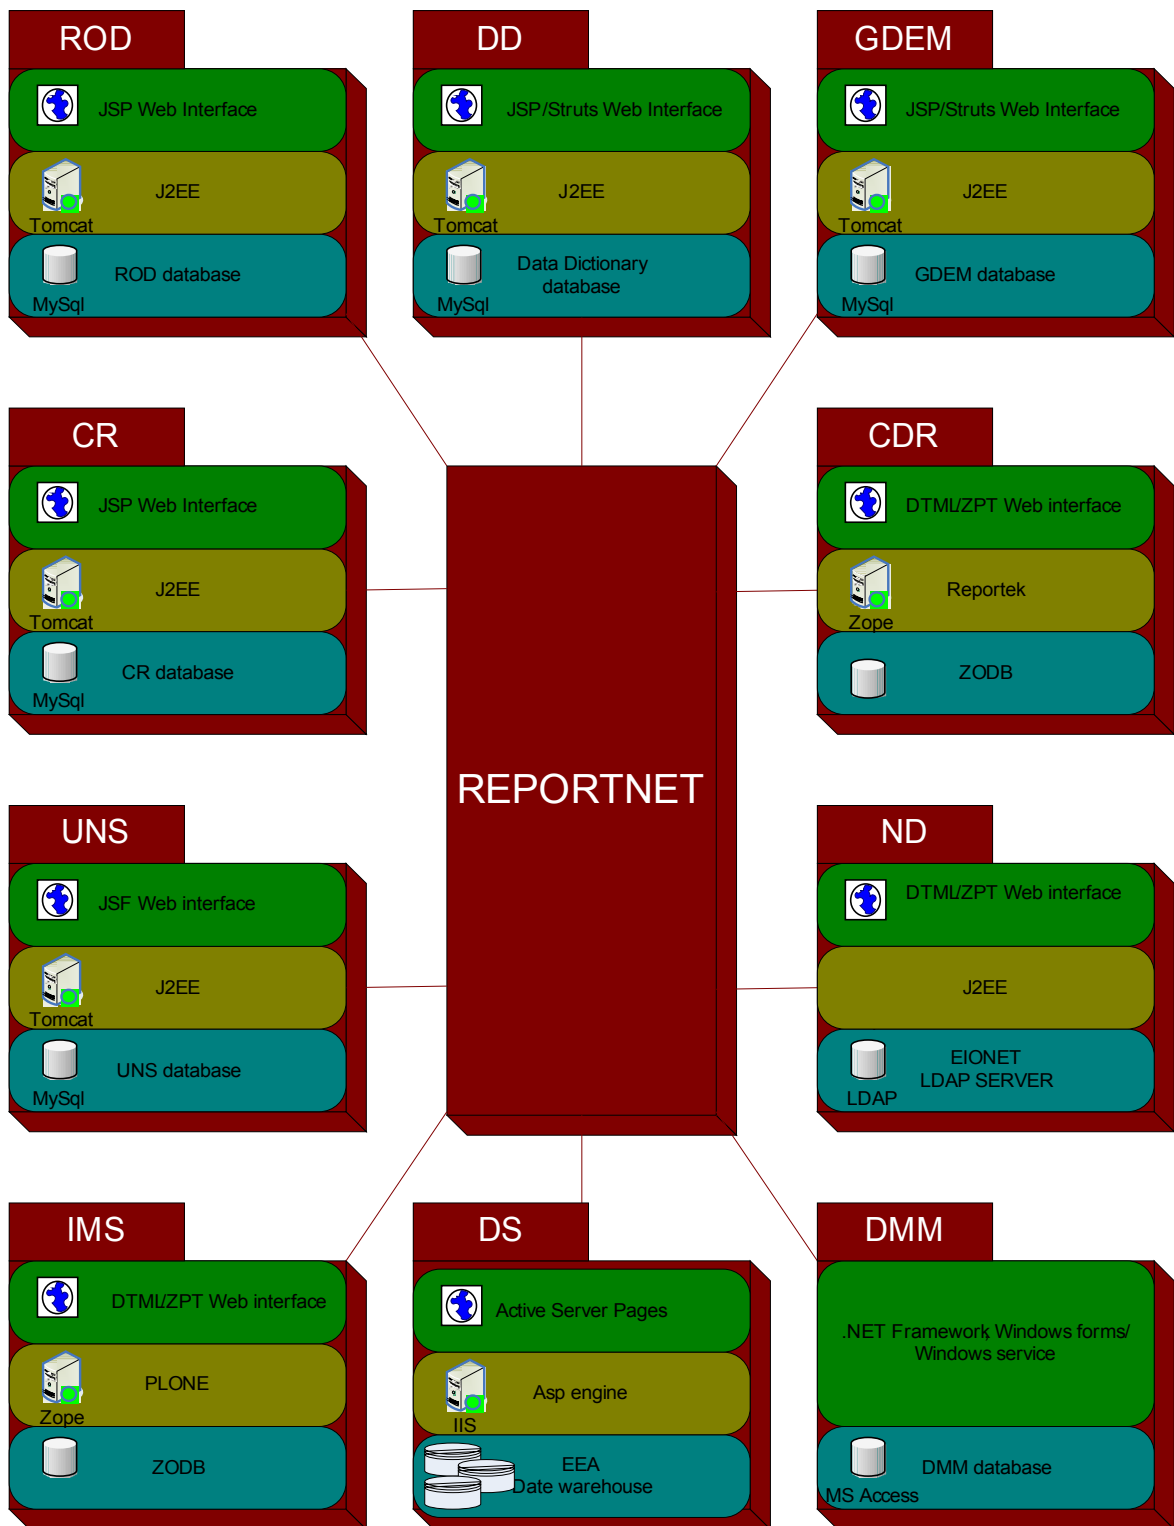 ROD
JSP Web Interface
J2EE
Tomcat
ROD database
MySql
DD
JSP/Struts Web Interface
J2EE
Tomcat
Data Dictionary
database
MySql
GDEM
JSP/Struts Web Interface
J2EE
Tomcat
GDEM database
MySql
CR
JSP Web Interface
J2EE
Tomcat
CR database
MySql
CDR
DTML/ZPT Web interface
Reportek
Zope
ZODB
REPORTNET
UNS
JSF Web interface
J2EE
Tomcat
UNS database
MySql
ND
DTML/ZPT Web interface
J2EE
EIONET
LDAP SERVER
LDAP
IMS
DTML/ZPT Web interface
PLONE
Zope
ZODB
DS
Active Server Pages
Asp engine
IIS
EEA
Date warehouse
DMM
.NET Framework, Windows forms/
Windows service
DMM database
MS Access